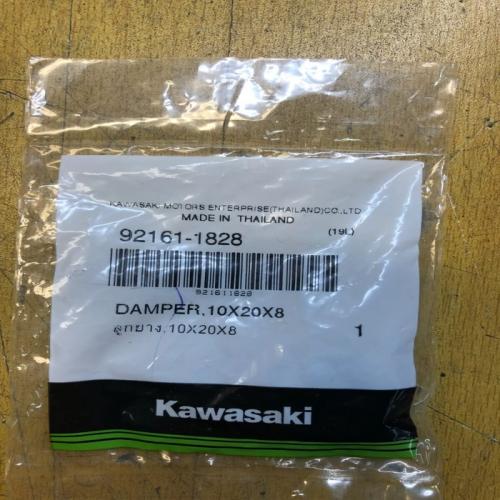 KAWASAKI MOTORS ENTERPRISE(THAILAND)CO.,LTD
MADE IN THAILAND
(19L)
92161-1828
921611828
DAMPER,10X20X8
ลูกยาง,10X20X8 1
Kawasaki